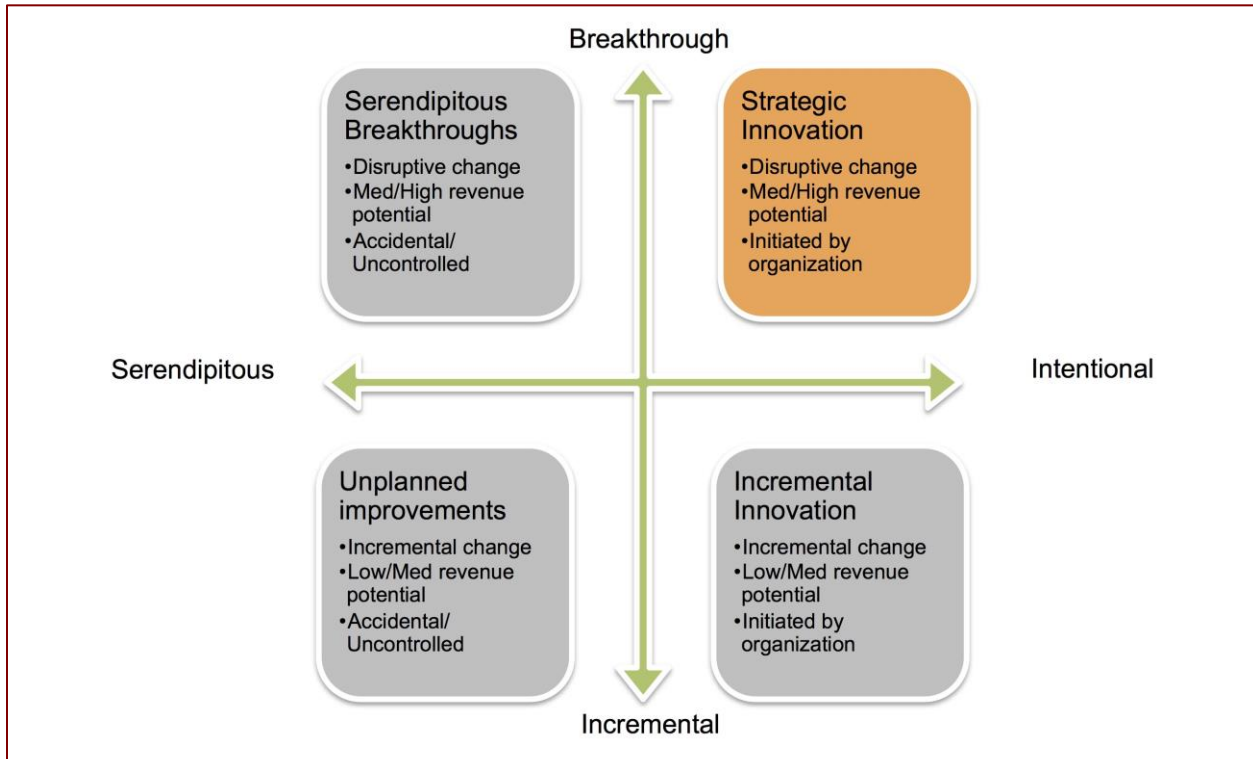 Breakthrough
Serendipitous
Breakthroughs
•Disruptive change
•Med/High revenue
potential
•Accidental/
Uncontrolled
Strategic
Innovation
•Disruptive change
•Med/High revenue
potential
•Initiated by
organization
Serendipitous
Intentional
Unplanned
improvements
•Incremental change
•Low/Med revenue
potential
•Accidental/
Uncontrolled
Incremental
Innovation
•Incremental change
•Low/Med revenue
potential
•Initiated by
organization
Incremental